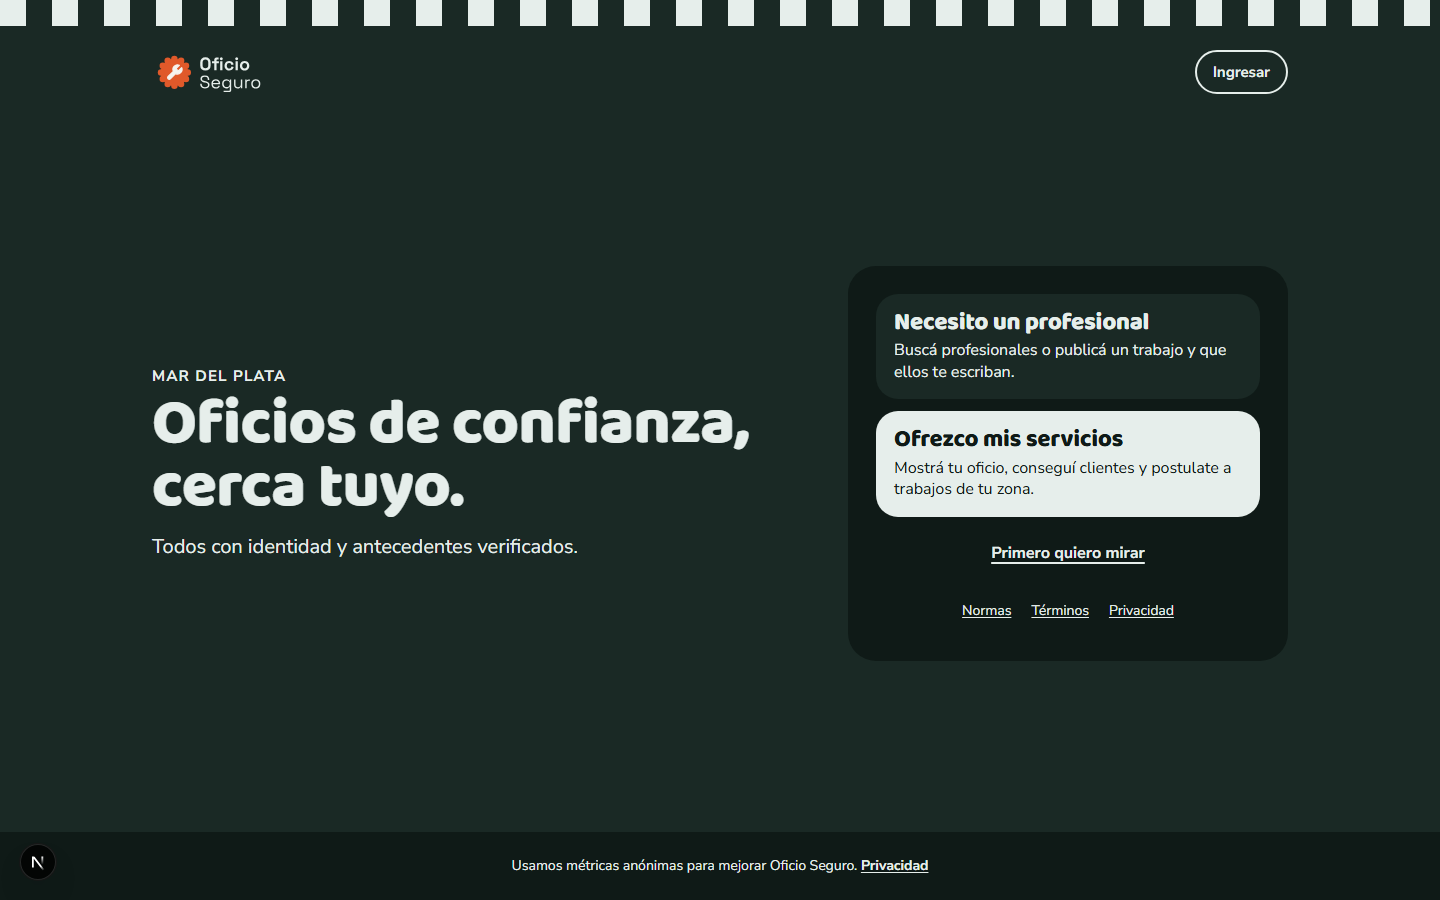 Oficio
Seguro
Ingresar
MAR DEL PLATA
Oficios de confianza,
cerca tuyo.
Todos con identidad y antecedentes verificados.
Necesito un profesional
Buscá profesionales o publicá un trabajo y que
ellos te escriban.
Ofrezco mis servicios
Mostrá tu oficio, conseguí clientes y postulate a
trabajos de tu zona.
Primero quiero mirar
Normas Términos Privacidad
N
Usamos métricas anónimas para mejorar Oficio Seguro. Privacidad